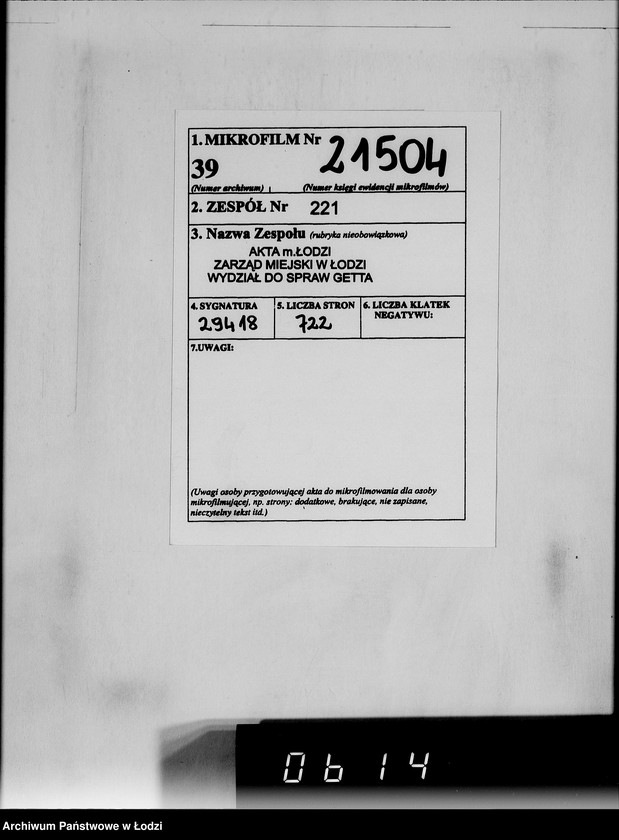 1. MIKROFILM Nr 21504
39
(Numer archiwum) (Numer księgi ewidencji mikrofilmów)
2. ZESPÓŁ Nr 221
3. Nazwa Zespołu (rubryka nieobowiązkowa)
AKTA m.ŁODZI
ZARZĄD MIEJSKI W ŁODZI
WYDZIAŁ DO SPRAW GETTA
4. SYGNATURA 5. LICZBA STRON 6. LICZBA KLATEK
NEGATYWU:
29418 722
7.UWAGI:
(Uwagi osoby przygotowującej akta do mikrofilmowania dla osoby
mikrofilmującej, np. strony: dodatkowe, brakujące, nie zapisane,
nieczytelny tekst itd.)
0614
Archiwum Państwowe w Łodzi